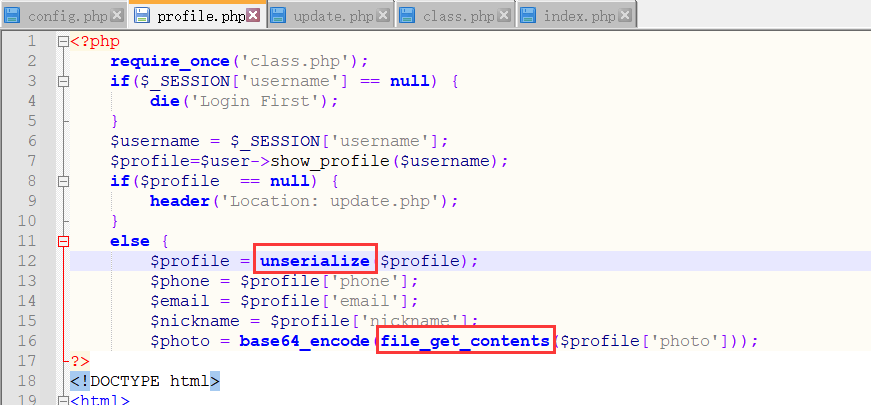 config.php profile.php update.php class.php index.php
1 <?php
2 require_once('class.php');
3 if($_SESSION['username'] == null) {
4 die('Login First');
5 }
6 $username = $_SESSION['username'];
7 $profile=$user->show_profile($username);
8 if($profile  == null) {
9 header('Location: update.php');
10 }
11 else {
12 $profile = unserialize($profile);
13 $phone = $profile['phone'];
14 $email = $profile['email'];
15 $nickname = $profile['nickname'];
16 $photo = base64_encode(file_get_contents($profile['photo']));
17 ?>
18 <!DOCTYPE html>
19 <html>